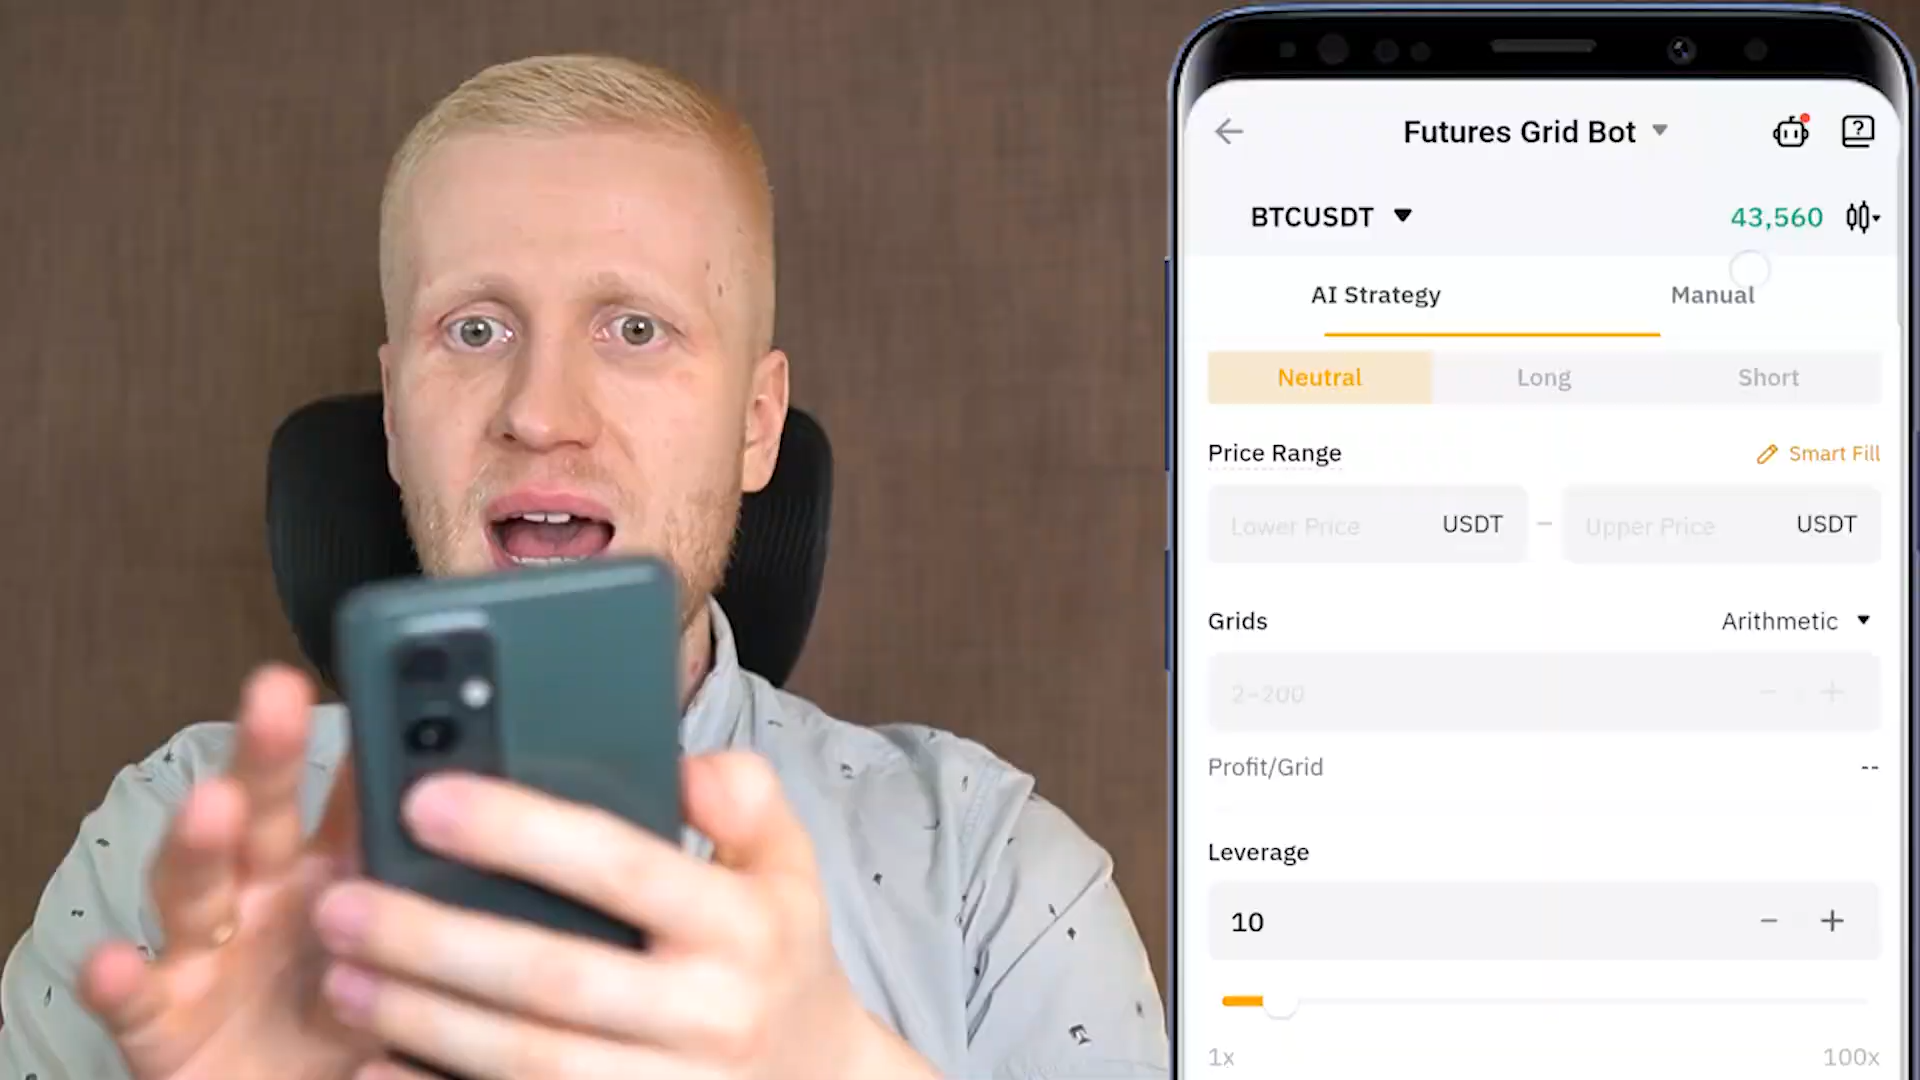 Futures Grid Bot
BTCUSDT 43,560
AI Strategy Manual
Neutral Long Short
Price Range Smart Fill
Lower Price USDT – Upper Price USDT
Grids Arithmetic
2-200 − +
Profit/Grid --
Leverage
10 − +
1x 100x